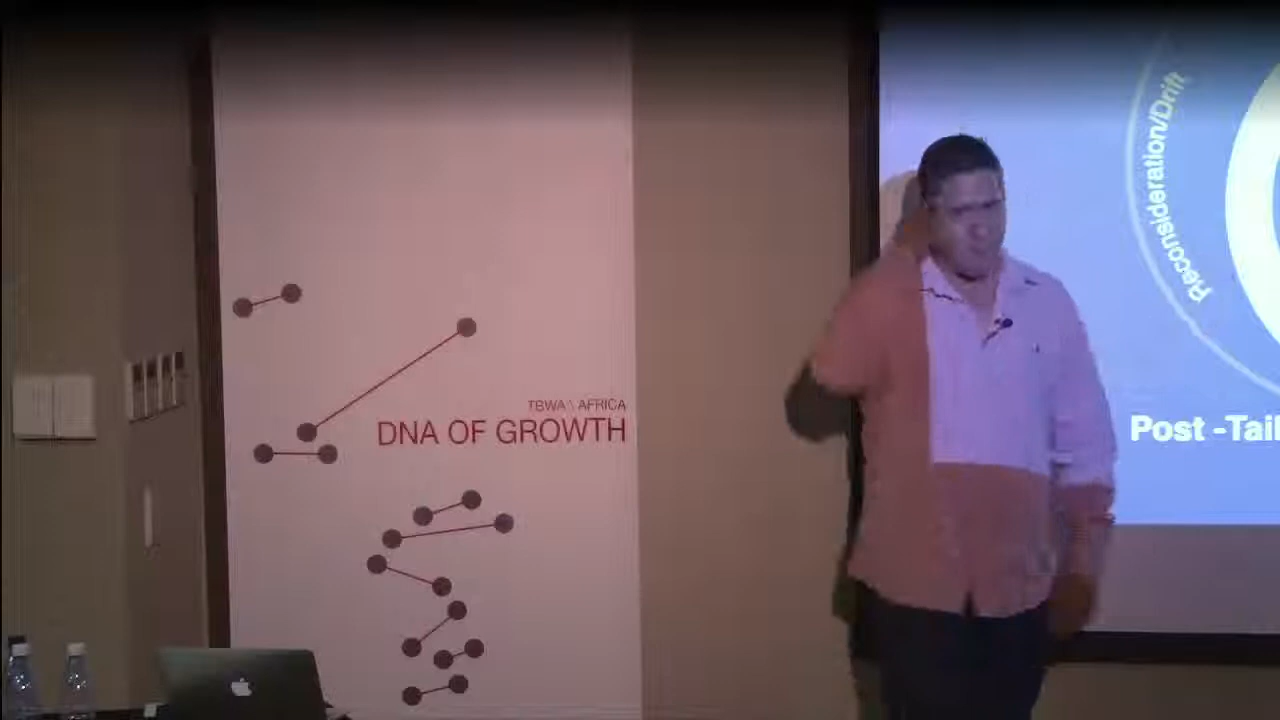 TBWA \ AFRICA
DNA OF GROWTH
Reconsideration/Drift
Post -Tail